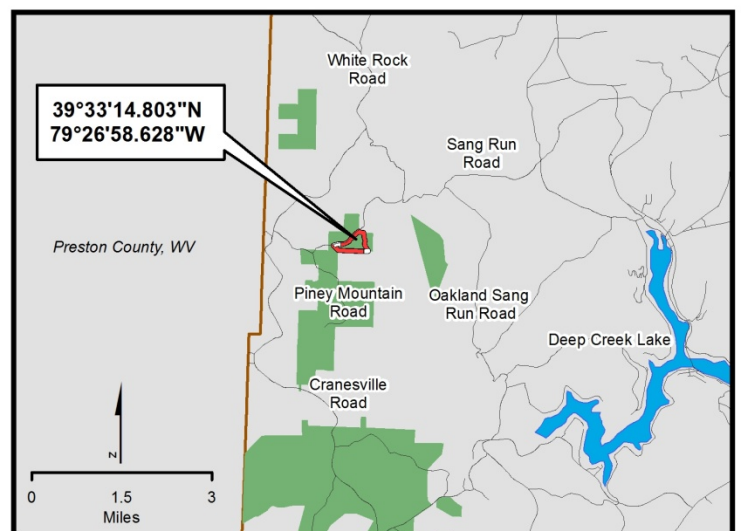 White Rock
Road
39°33'14.803"N
79°26'58.628"W
Sang Run
Road
Preston County, WV
Piney Mountain
Road
Oakland Sang
Run Road
Deep Creek Lake
Cranesville
Road
N
0
1.5
3
Miles